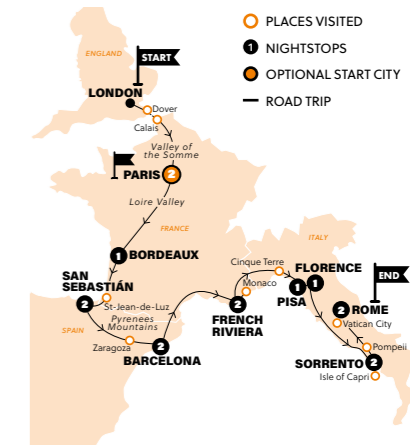 PLACES VISITED
1 NIGHTSTOPS
2 OPTIONAL START CITY
ROAD TRIP
ENGLAND
START
LONDON
Dover
Calais
Valley of
the Somme
PARIS 2
Loire Valley
FRANCE
1 BORDEAUX
SAN
SEBASTIÁN
2
St-Jean-de-Luz
Pyrenees
Mountains
SPAIN
Zaragoza
2
BARCELONA
Cinque Terre
Monaco
2
FRENCH
RIVIERA
ITALY
FLORENCE
1 1
PISA
END
2 ROME
Vatican City
Pompeii
SORRENTO 2
Isle of Capri